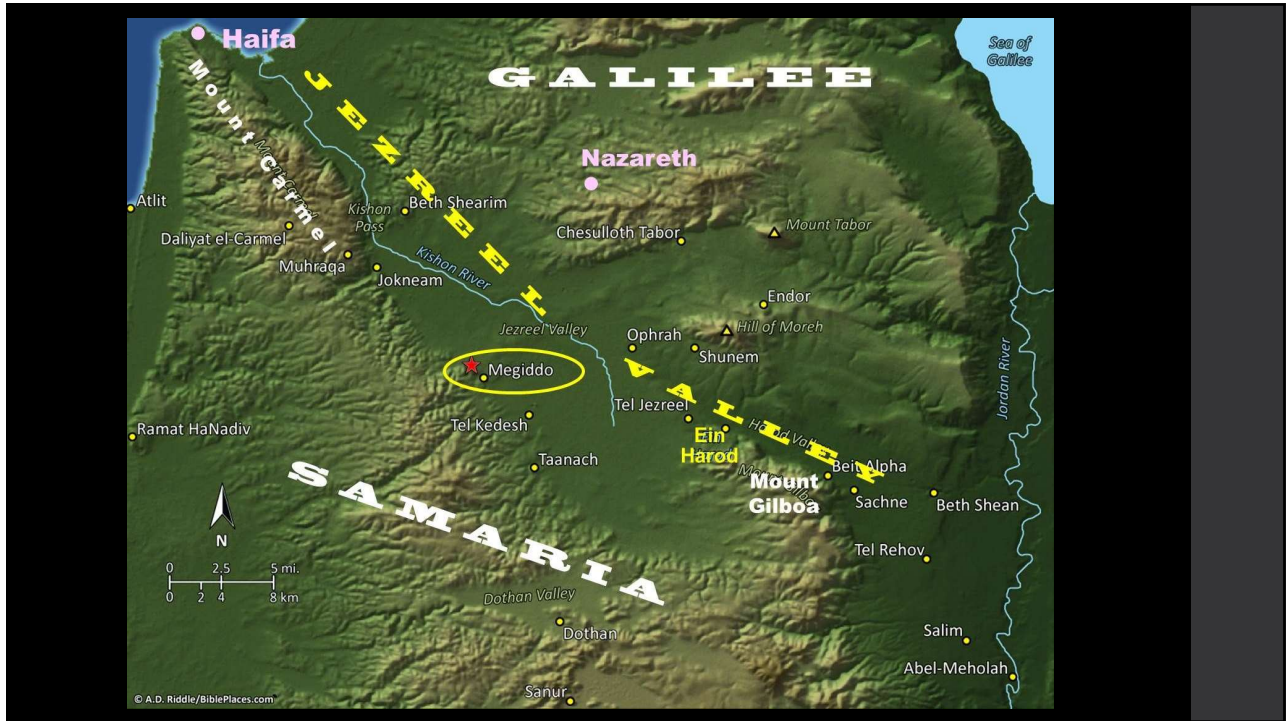 Haifa
Sea of
Galilee
GALILEE
JEZREEL
Mount Carmel
Mount Carmel
Nazareth
Atlit
Kishon
Pass
Beth Shearim
Daliyat el-Carmel
Chesulloth Tabor
Mount Tabor
Muhraqa
Jokneam
Kishon River
Endor
Jezreel Valley
Ophrah
Hill of Moreh
Shunem
Jordan River
Megiddo
VALLEY
Tel Jezreel
Tel Kedesh
Ramat HaNadiv
Ein
Harod
Taanach
Beit Alpha
Mount
Gilboa
Sachne
Beth Shean
SAMARIA
N
Tel Rehov
0 2.5 5 mi.
0 2 4 8 km
Dothan Valley
Dothan
Salim
Abel-Meholah
Sanur
© A.D. Riddle/BiblePlaces.com